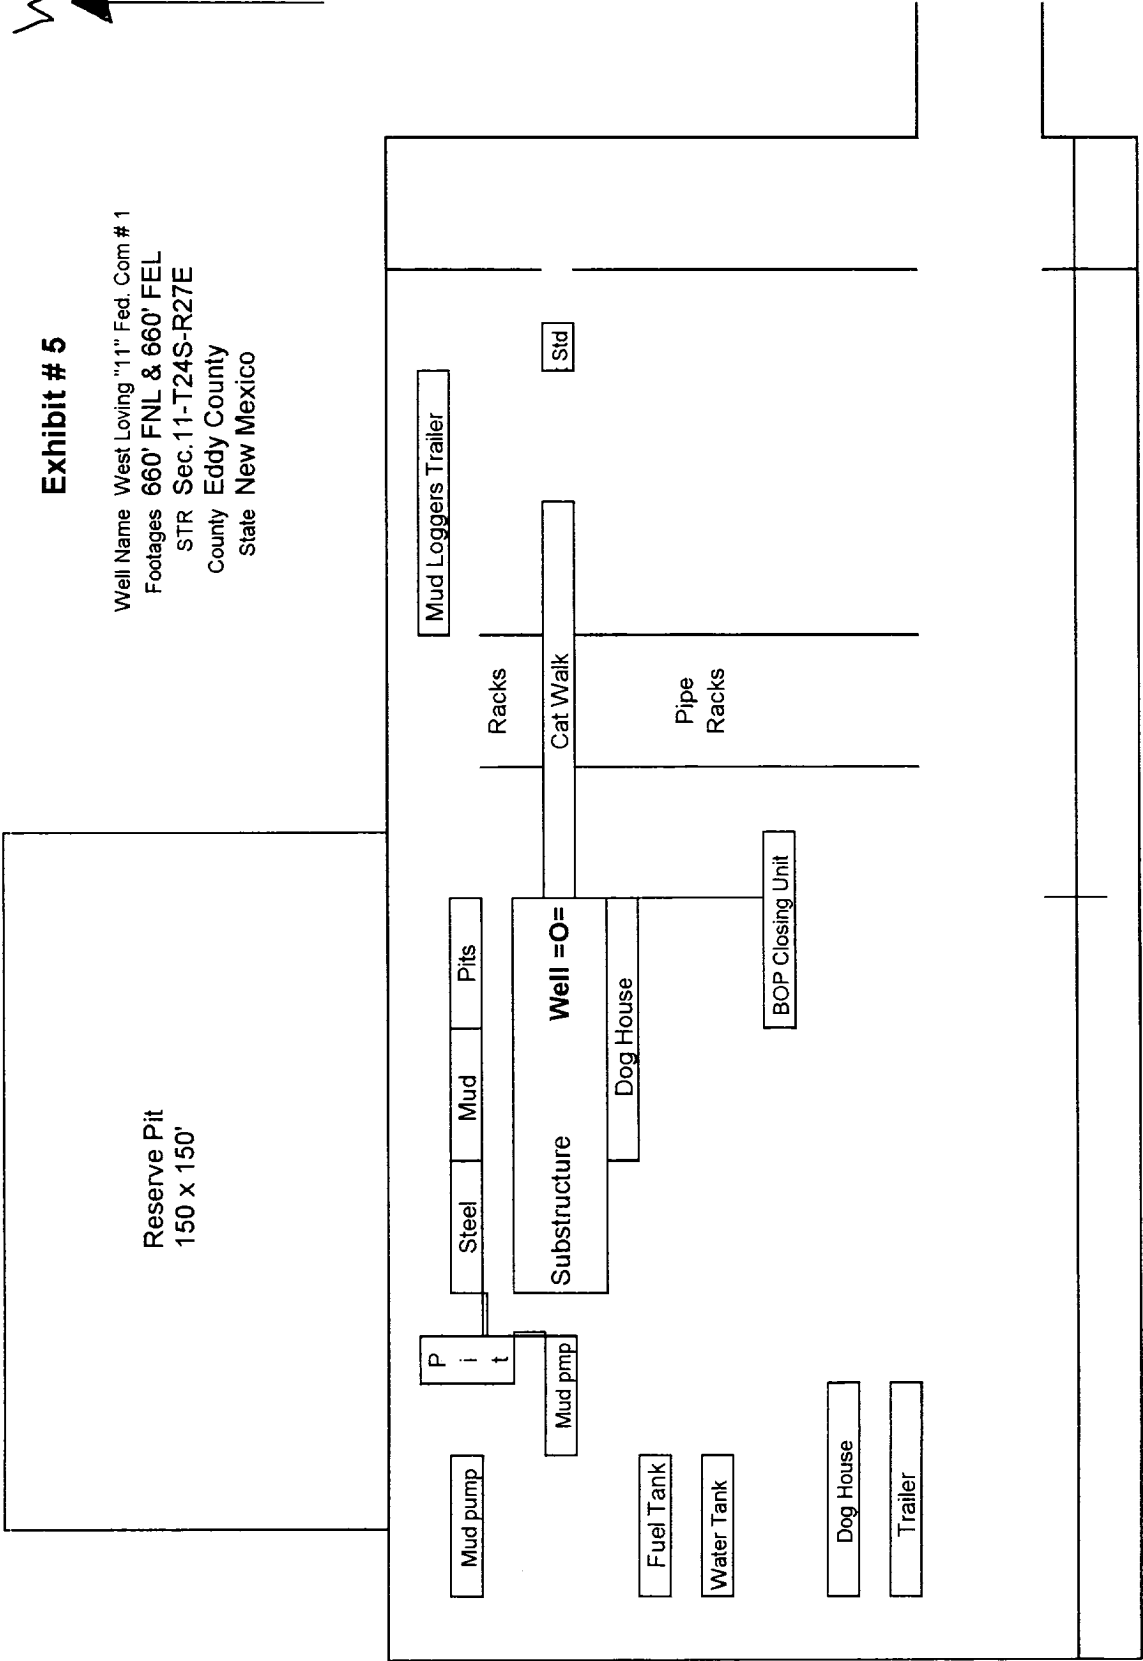 Exhibit # 5
Well Name West Loving "11" Fed. Com # 1
Footages 660' FNL & 660' FEL
STR Sec.11-T24S-R27E
County Eddy County
State New Mexico
Reserve Pit
150 x 150'
Mud pump
Pit
Steel
Mud
Pits
Mud Loggers Trailer
Racks
Mud pmp
Substructure
Well =O=
Cat Walk
Std
Dog House
Pipe
Racks
Fuel Tank
Water Tank
BOP Closing Unit
Dog House
Trailer